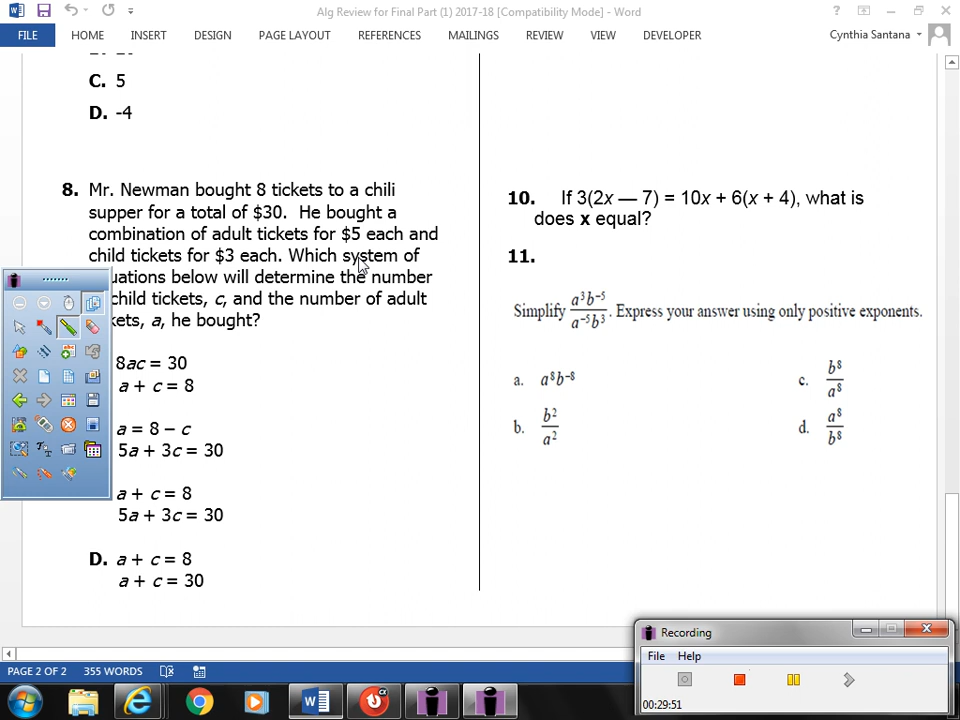 Alg Review for Final Part (1) 2017-18 [Compatibility Mode] - Word
FILE HOME INSERT DESIGN PAGE LAYOUT REFERENCES MAILINGS REVIEW VIEW DEVELOPER Cynthia Santana
C. 5
D. -4
8. Mr. Newman bought 8 tickets to a chili
supper for a total of $30. He bought a
combination of adult tickets for $5 each and
child tickets for $3 each. Which system of
uations below will determine the number
child tickets, c, and the number of adult
kets, a, he bought?
8ac = 30
a + c = 8
a = 8 – c
5a + 3c = 30
a + c = 8
5a + 3c = 30
D. a + c = 8
a + c = 30
10. If 3(2x — 7) = 10x + 6(x + 4), what is
does x equal?
11.
Simplify a³b⁻⁵/a⁻⁵b³. Express your answer using only positive exponents.
a. a⁸b⁻⁸
b. b²/a²
c. b⁸/a⁸
d. a⁸/b⁸
Recording
File Help
00:29:51
PAGE 2 OF 2 355 WORDS